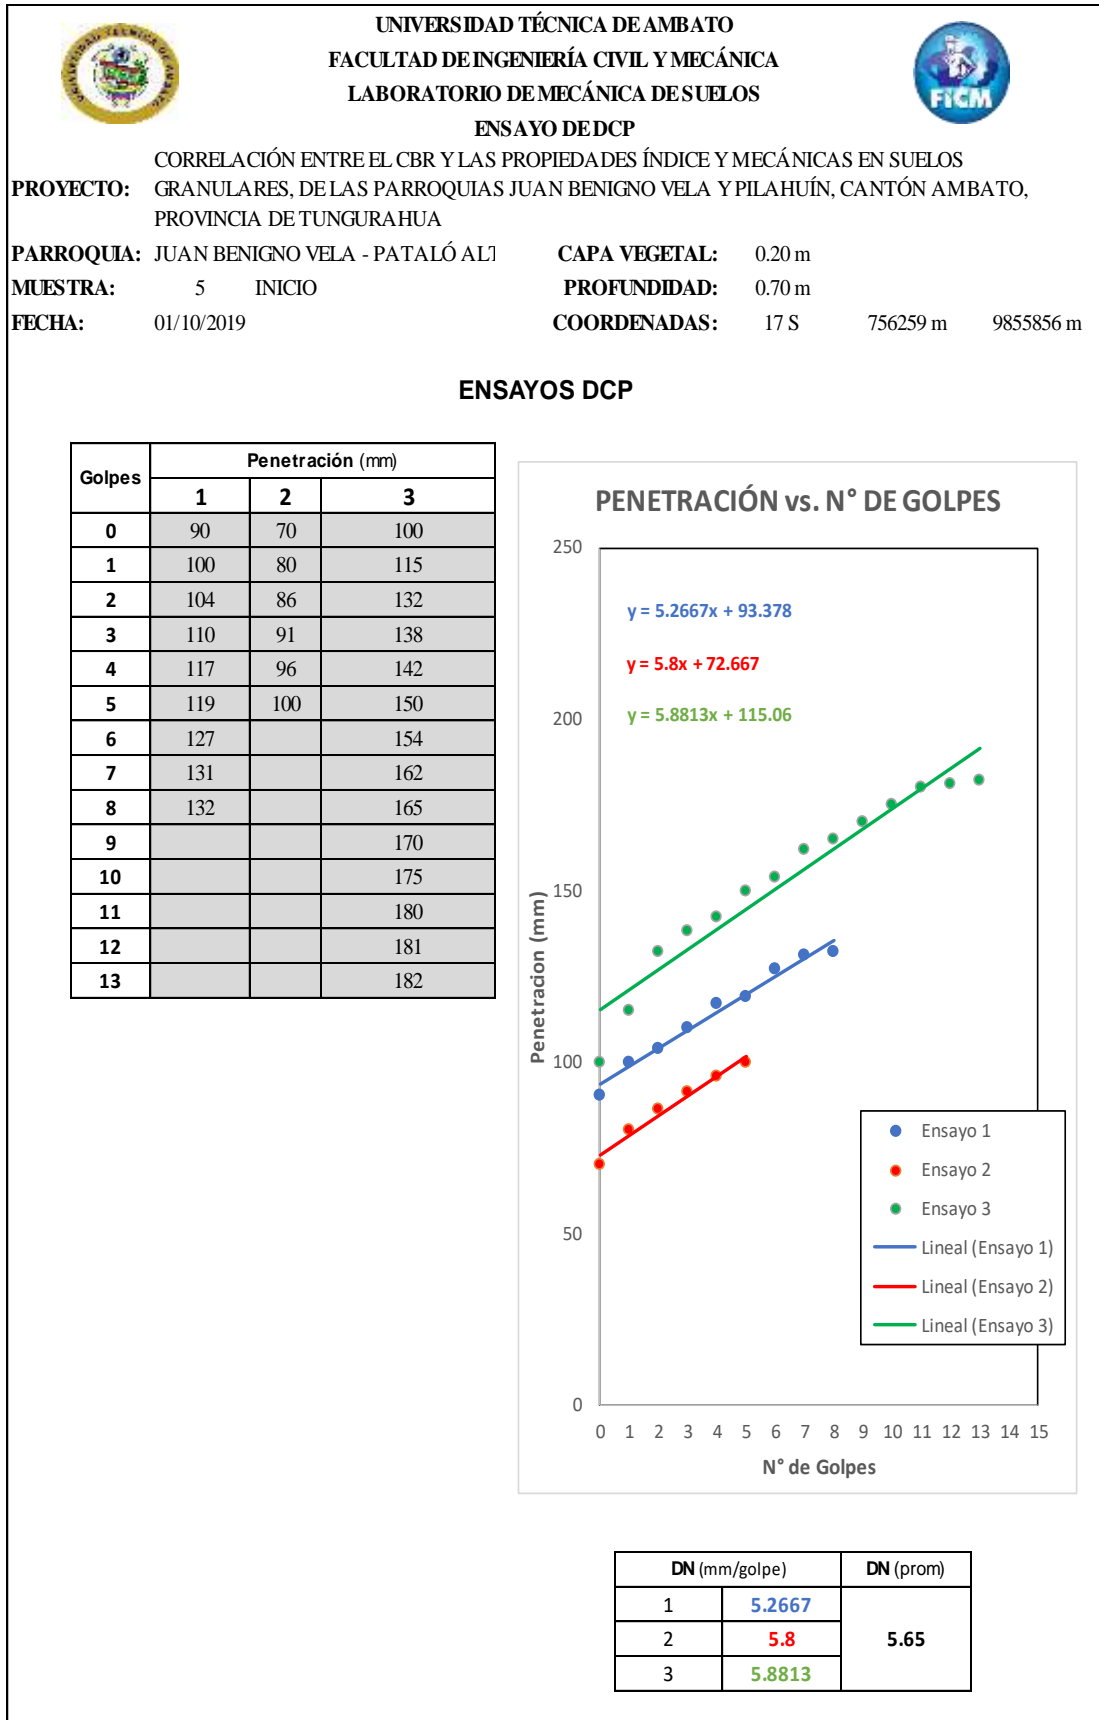 UNIVERSIDAD TÉCNICA DE AMBATO
FACULTAD DE INGENIERÍA CIVIL Y MECÁNICA
LABORATORIO DE MECÁNICA DE SUELOS
ENSAYO DE DCP
UNIVERSIDAD TECNICA DE AMBATO
FICM
PROYECTO: CORRELACIÓN ENTRE EL CBR Y LAS PROPIEDADES ÍNDICE Y MECÁNICAS EN SUELOS
GRANULARES, DE LAS PARROQUIAS JUAN BENIGNO VELA Y PILAHUÍN, CANTÓN AMBATO,
PROVINCIA DE TUNGURAHUA
PARROQUIA: JUAN BENIGNO VELA - PATALÓ ALT CAPA VEGETAL: 0.20 m
MUESTRA: 5 INICIO PROFUNDIDAD: 0.70 m
FECHA: 01/10/2019 COORDENADAS: 17 S 756259 m 9855856 m
ENSAYOS DCP
Golpes Penetración (mm)
1 2 3
0 90 70 100
1 100 80 115
2 104 86 132
3 110 91 138
4 117 96 142
5 119 100 150
6 127 154
7 131 162
8 132 165
9 170
10 175
11 180
12 181
13 182
PENETRACIÓN vs. N° DE GOLPES
250
200
150
100
50
0
y = 5.2667x + 93.378
y = 5.8x + 72.667
y = 5.8813x + 115.06
Penetracion (mm)
Ensayo 1
Ensayo 2
Ensayo 3
Lineal (Ensayo 1)
Lineal (Ensayo 2)
Lineal (Ensayo 3)
0 1 2 3 4 5 6 7 8 9 10 11 12 13 14 15
N° de Golpes
DN (mm/golpe) DN (prom)
1 5.2667
2 5.8 5.65
3 5.8813